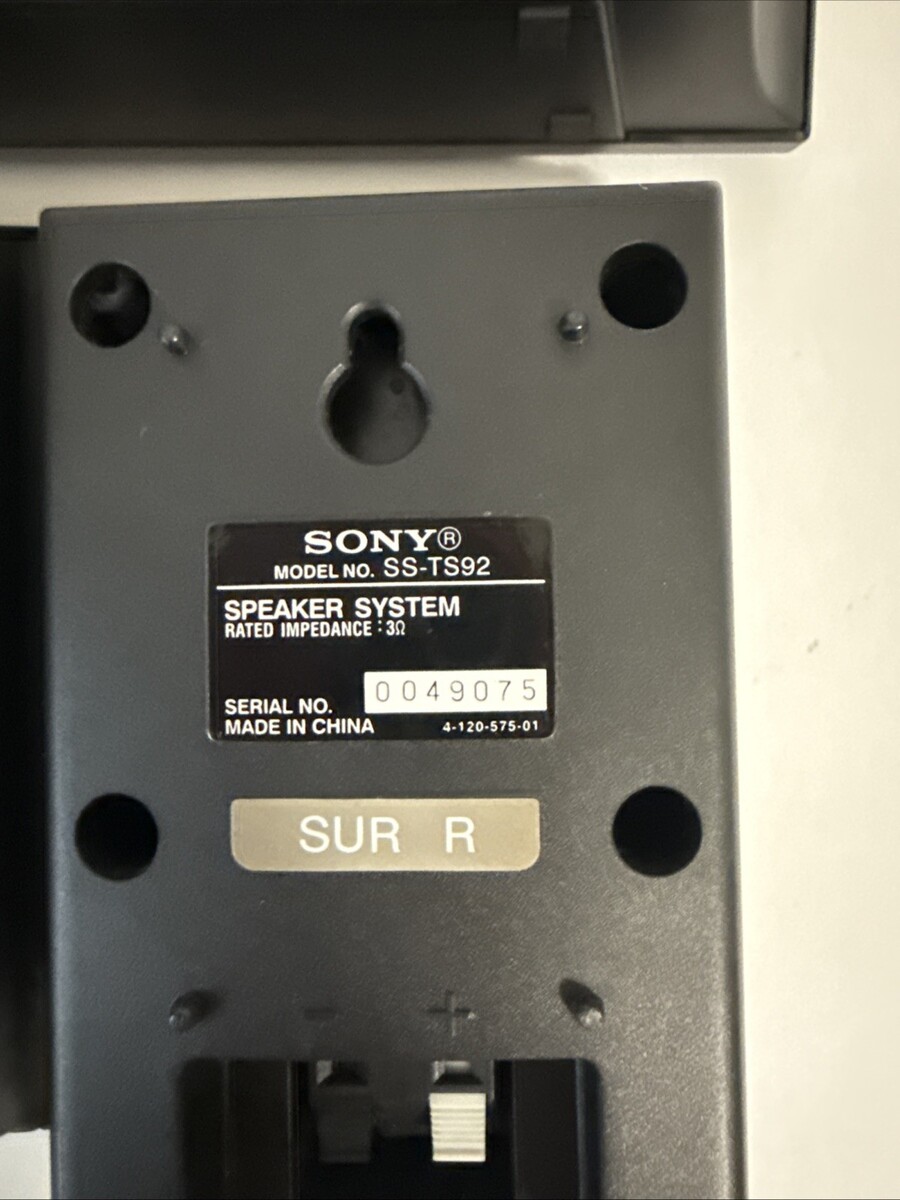 SONY®
MODEL NO. SS-TS92
SPEAKER SYSTEM
RATED IMPEDANCE : 3Ω
SERIAL NO. 0049075
MADE IN CHINA 4-120-575-01
SUR R
- +